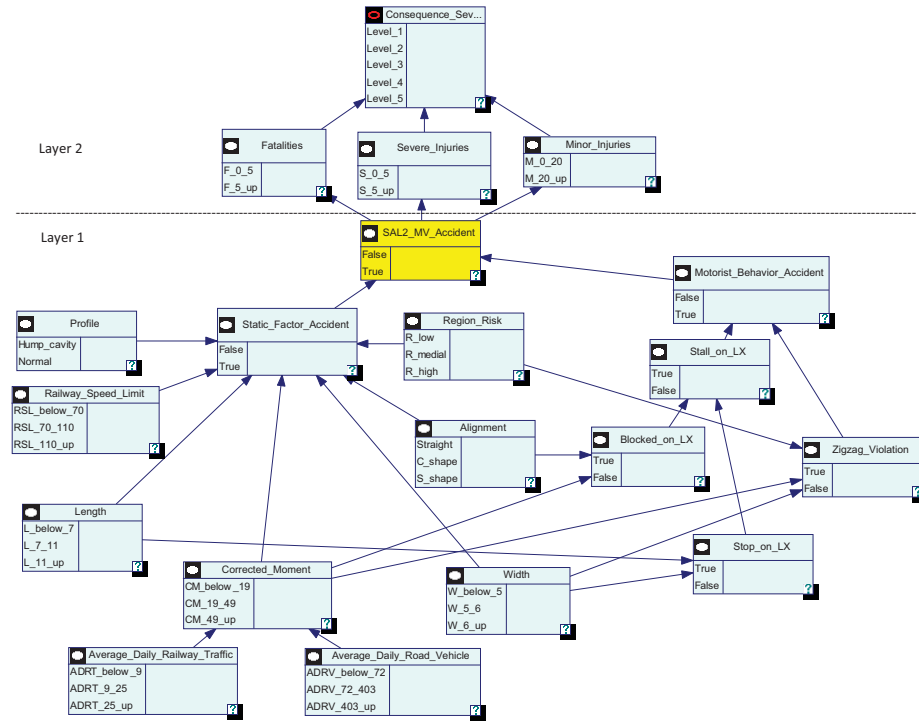 Consequence_Sev...
Level_1
Level_2
Level_3
Level_4
Level_5
?
Layer 2
Fatalities
F_0_5
F_5_up
?
Severe_Injuries
S_0_5
S_5_up
?
Minor_Injuries
M_0_20
M_20_up
?
Layer 1
SAL2_MV_Accident
False
True
?
Motorist_Behavior_Accident
False
True
?
Profile
Hump_cavity
Normal
?
Static_Factor_Accident
False
True
?
Region_Risk
R_low
R_medial
R_high
?
Stall_on_LX
True
False
?
Railway_Speed_Limit
RSL_below_70
RSL_70_110
RSL_110_up
?
Alignment
Straight
C_shape
S_shape
?
Blocked_on_LX
True
False
?
Zigzag_Violation
True
False
?
Length
L_below_7
L_7_11
L_11_up
?
Stop_on_LX
True
False
?
Corrected_Moment
CM_below_19
CM_19_49
CM_49_up
?
Width
W_below_5
W_5_6
W_6_up
?
Average_Daily_Railway_Traffic
ADRT_below_9
ADRT_9_25
ADRT_25_up
?
Average_Daily_Road_Vehicle
ADRV_below_72
ADRV_72_403
ADRV_403_up
?